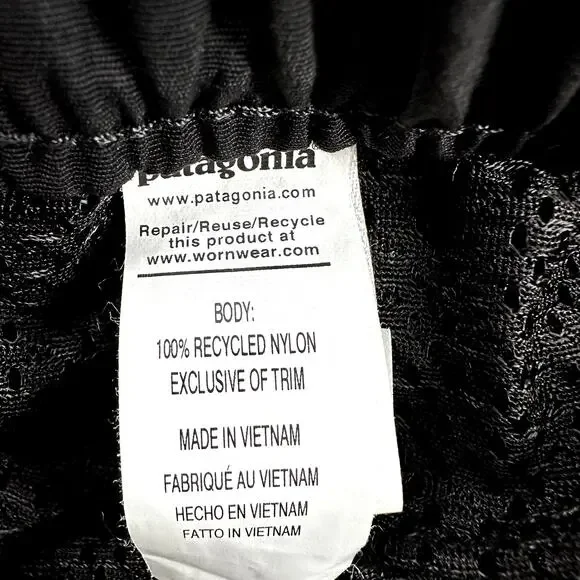 patagonia
www.patagonia.com
Repair/Reuse/Recycle
this product at
www.wornwear.com
BODY:
100% RECYCLED NYLON
EXCLUSIVE OF TRIM
MADE IN VIETNAM
FABRIQUÉ AU VIETNAM
HECHO EN VIETNAM
FATTO IN VIETNAM